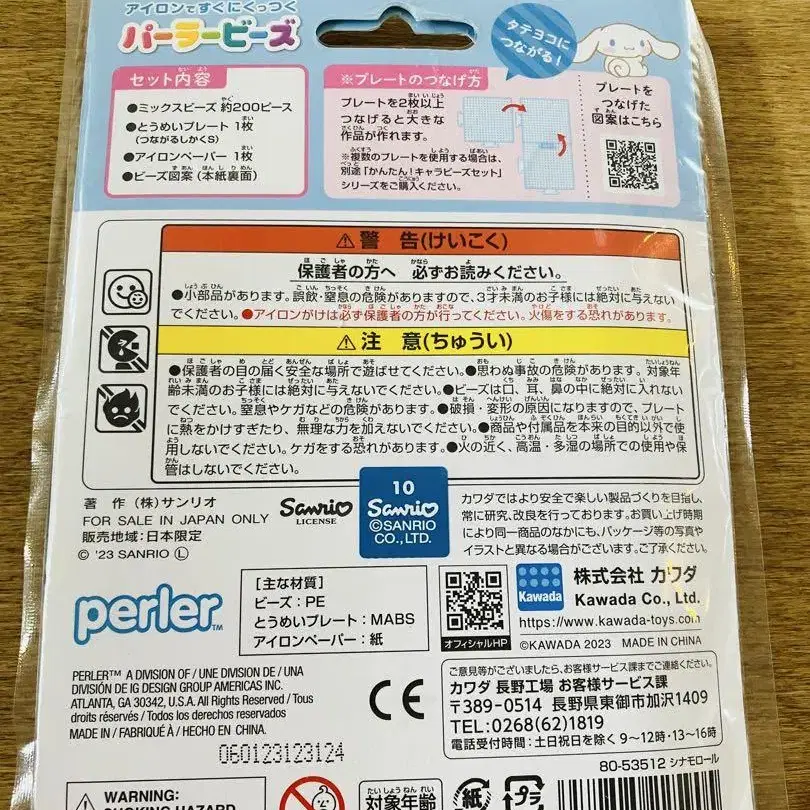 アイロンですぐにくっつく
パーラービーズ
タテヨコに
つながる!
セット内容
●ミックスビーズ 約200ピース
●とうめいプレート 1枚
(つながるしかくS)
●アイロンペーパー 1枚
●ビーズ図案 (本紙裏面)
※プレートのつなげ方
プレートを2枚以上
つなげると大きな
作品が作れます。
※複数のプレートを使用する場合は、
別途「かんたん!キャラビーズセット」
シリーズをご購入ください。
プレートを
つなげた
図案はこちら
⚠警 告(けいこく)
保護者の方へ 必ずお読みください。
●小部品があります。誤飲・窒息の危険がありますので、3才未満のお子様には絶対に与えない
でください。●アイロンがけは必ず保護者の方が行ってください。火傷をする恐れがあります。
⚠注 意(ちゅうい)
●保護者の目の届く安全な場所で遊ばせてください。●思わぬ事故の危険があります。対象年
齢未満のお子様には絶対に与えないでください。●ビーズは口、耳、鼻の中に絶対に入れない
でください。窒息やケガなどの危険があります。●破損・変形の原因になりますので、プレート
に熱をかけすぎたり、無理な力を加えないでください。●商品や付属品を本来の目的以外で使
用しないでください。ケガをする恐れがあります。●火の近く、高温・多湿の場所での使用や保
管はしないでください。
著 作 (株)サンリオ
FOR SALE IN JAPAN ONLY
販売地域:日本限定
© '23 SANRIO Ⓛ
Sanrio
LICENSE
10
Sanrio
©SANRIO
CO.,LTD.
カワダではより安全で楽しい製品づくりを目指し、
常に研究、改良を行っております。お買い上げ時期
により同一商品のなかにも、パッケージ等の写真や
イラストと異なる場合がございます。ご了承ください。
perler™
[主な材質]
ビーズ:PE
とうめいプレート:MABS
アイロンペーパー:紙
オフィシャルHP
Kawada
株式会社 カワダ
Kawada Co., Ltd.
https://www.kawada-toys.com
©KAWADA 2023 MADE IN CHINA
PERLER™ A DIVISION OF / UNE DIVISION DE / UNA
DIVISIÓN DE IG DESIGN GROUP AMERICAS INC.
ATLANTA, GA 30342, U.S.A. All Rights Reserved/Tous
droits réservés / Todos los derechos reservados.
MADE IN / FABRIQUÉ À / HECHO EN CHINA.
060123123124
CE
ご意見等がございましたら、お客様サービス課までご連絡ください。
カワダ 長野工場 お客様サービス課
〒389-0514 長野県東御市加沢1409
TEL:0268(62)1819
電話受付時間:土日祝日を除く 9~12時・13~16時
80-53512 シナモロール
⚠ WARNING:
CHOKING HAZARD
対象年齢
紙
プラ